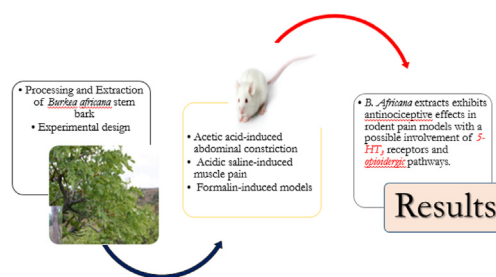 • Processing and Extraction
of Burkea africana stem
bark
• Experimental design
• Acetic acid-induced
abdominal constriction
• Acidic saline-induced
muscle pain
• Formalin-induced models
• B. Africana extracts exhibits
antinociceptive effects in
rodent pain models with a
possible involvement of 5-
HT₃ receptors and
opioidergic pathways.
Results